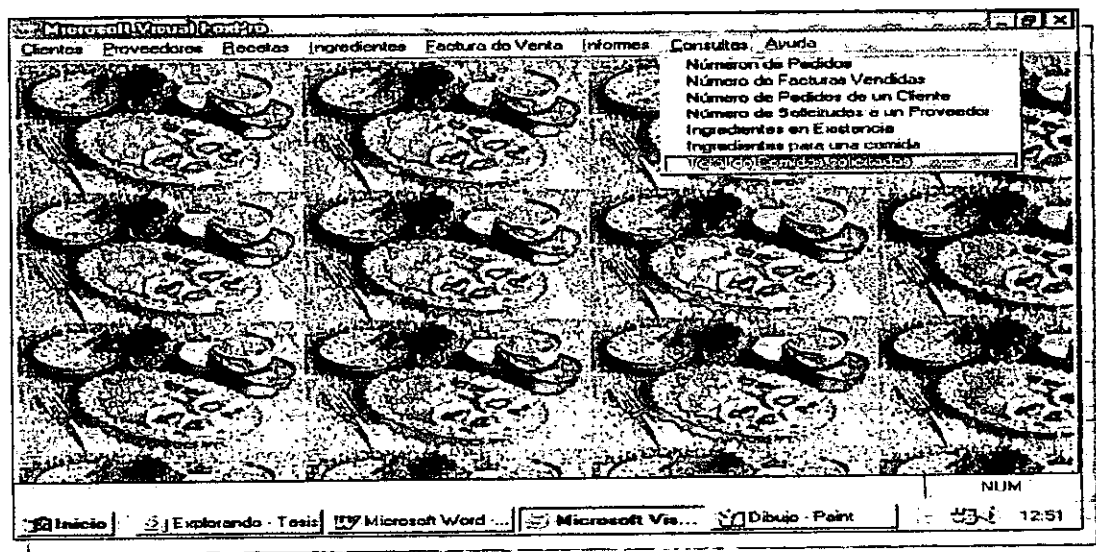 Microsoft Visual FoxPro
Clientes Proveedores Recetas Ingredientes Factura de Venta Informes Consultas Ayuda
Número de Pedidos
Número de Facturas Vendidas
Número de Pedidos de un Cliente
Número de Solicitudes a un Proveedor
Ingredientes en Existencia
Ingredientes para una comida
Total de Comidas solicitadas
NUM
Inicio Explorando - Tesis Microsoft Word - ... Microsoft Vis... Dibujo - Paint 12:51